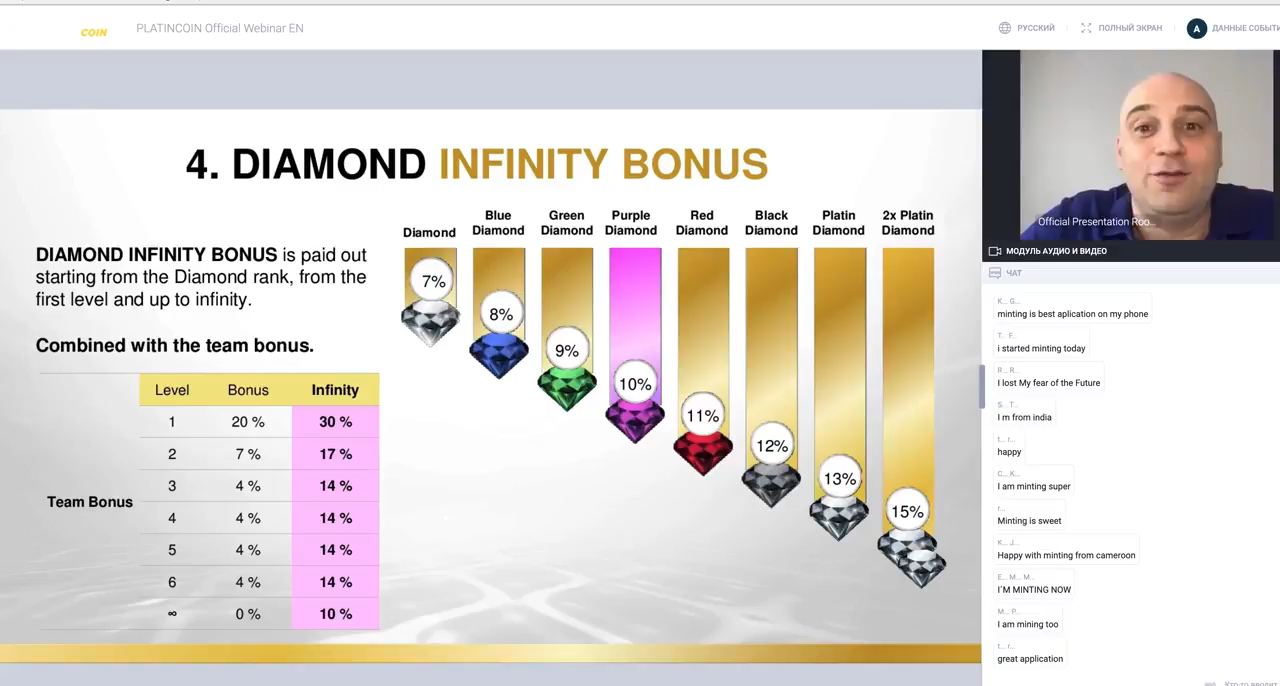 COIN
PLATINCOIN Official Webinar EN
РУССКИЙ
ПОЛНЫЙ ЭКРАН
A
ДАННЫЕ СОБЫТИ
4. DIAMOND INFINITY BONUS
DIAMOND INFINITY BONUS is paid out
starting from the Diamond rank, from the
first level and up to infinity.
Combined with the team bonus.
Level Bonus Infinity
1 20 % 30 %
2 7 % 17 %
3 4 % 14 %
Team Bonus
4 4 % 14 %
5 4 % 14 %
6 4 % 14 %
∞ 0 % 10 %
Diamond
7%
Blue
Diamond
8%
Green
Diamond
9%
Purple
Diamond
10%
Red
Diamond
11%
Black
Diamond
12%
Platin
Diamond
13%
2x Platin
Diamond
15%
Official Presentation Roo...
МОДУЛЬ АУДИО И ВИДЕО
ЧАТ
K... G...
minting is best aplication on my phone
T... F...
i started minting today
R... R...
I lost My fear of the Future
S... T...
I m from india
t... r...
happy
C... K...
I am minting super
r...
Minting is sweet
K... J...
Happy with minting from cameroon
E... M... M...
I`M MINTING NOW
M... P...
I am mining too
t... r...
great application